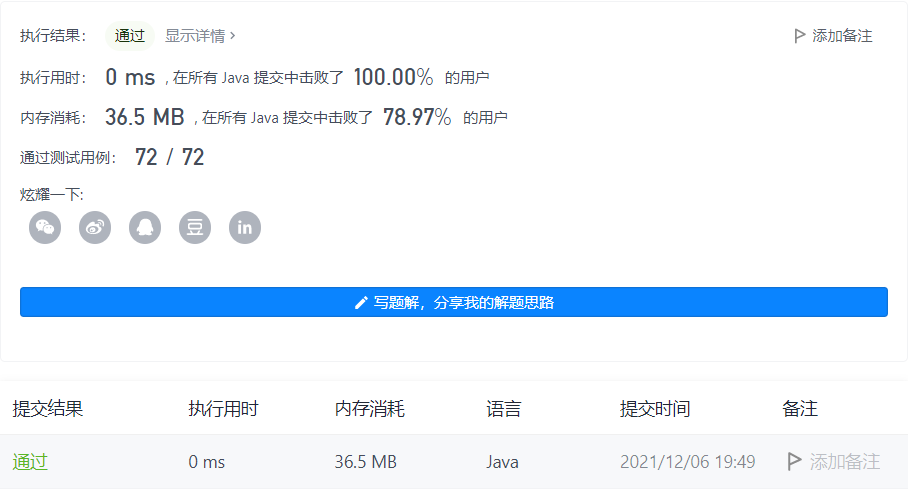 执行结果： 通过 显示详情 › 添加备注
执行用时： 0 ms , 在所有 Java 提交中击败了 100.00% 的用户
内存消耗： 36.5 MB , 在所有 Java 提交中击败了 78.97% 的用户
通过测试用例： 72 / 72
炫耀一下:
豆 in
写题解，分享我的解题思路
提交结果 执行用时 内存消耗 语言 提交时间 备注
通过 0 ms 36.5 MB Java 2021/12/06 19:49 添加备注